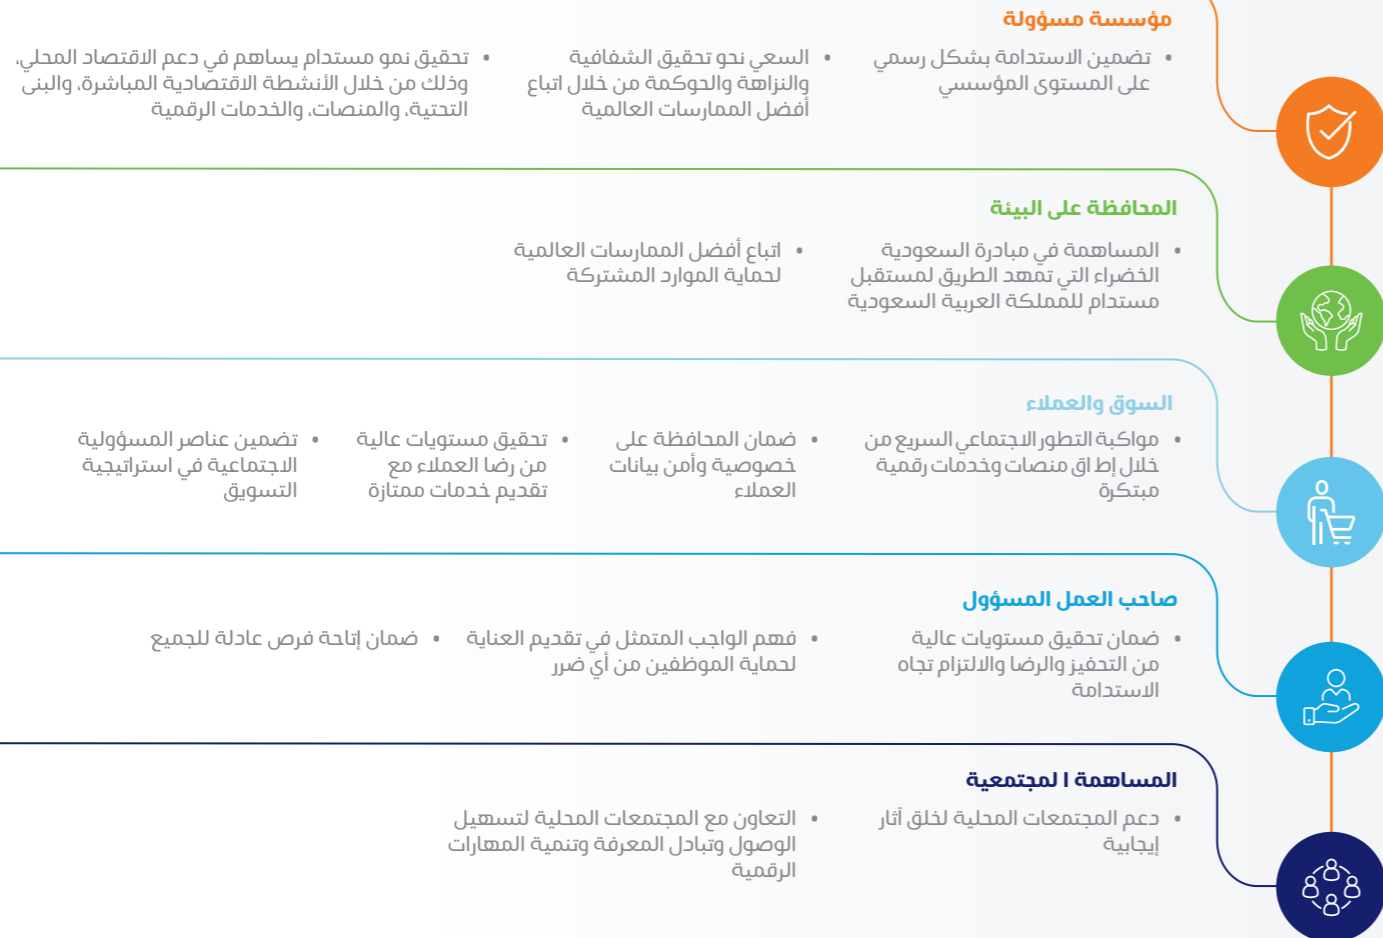 مؤسسة مسؤولة
• تضمين الاستدامة بشكل رسمي
على المستوى المؤسسي
• السعي نحو تحقيق الشفافية
والنزاهة والحوكمة من خلال اتباع
أفضل الممارسات العالمية
• تحقيق نمو مستدام يساهم في دعم الاقتصاد المحلي،
وذلك من خلال الأنشطة الاقتصادية المباشرة، والبنى
التحتية، والمنصات، والخدمات الرقمية
المحافظة على البيئة
• المساهمة في مبادرة السعودية
الخضراء التي تمهد الطريق لمستقبل
مستدام للمملكة العربية السعودية
• اتباع أفضل الممارسات العالمية
لحماية الموارد المشتركة
السوق والعملاء
• مواكبة التطور الاجتماعي السريع من
خلال إط اق منصات وخدمات رقمية
مبتكرة
• ضمان المحافظة على
خصوصية وأمن بيانات
العملاء
• تحقيق مستويات عالية
من رضا العملاء مع
تقديم خدمات ممتازة
• تضمين عناصر المسؤولية
الاجتماعية في استراتيجية
التسويق
صاحب العمل المسؤول
• ضمان تحقيق مستويات عالية
من التحفيز والرضا والالتزام تجاه
الاستدامة
• فهم الواجب المتمثل في تقديم العناية
لحماية الموظفين من أي ضرر
• ضمان إتاحة فرص عادلة للجميع
المساهمة ا لمجتمعية
• دعم المجتمعات المحلية لخلق آثار
إيجابية
• التعاون مع المجتمعات المحلية لتسهيل
الوصول وتبادل المعرفة وتنمية المهارات
الرقمية